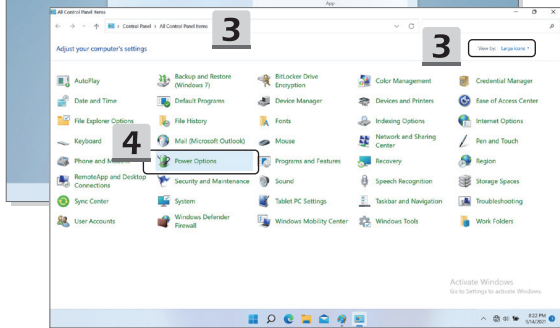 App
All Control Panel Items
Control Panel > All Control Panel Items
3
3
Adjust your computer's settings
View by: Large icons
AutoPlay
Backup and Restore
(Windows 7)
BitLocker Drive
Encryption
Color Management
Credential Manager
Date and Time
Default Programs
Device Manager
Devices and Printers
Ease of Access Center
File Explorer Options
File History
Fonts
Indexing Options
Internet Options
Keyboard
4
Mail (Microsoft Outlook)
Mouse
Network and Sharing
Center
Pen and Touch
Phone and
Power Options
Programs and Features
Recovery
Region
RemoteApp and Desktop
Connections
Security and Maintenance
Sound
Speech Recognition
Storage Spaces
Sync Center
System
Tablet PC Settings
Taskbar and Navigation
Troubleshooting
User Accounts
Windows Defender
Firewall
Windows Mobility Center
Windows Tools
Work Folders
Activate Windows
Go to Settings to activate Windows.
PM